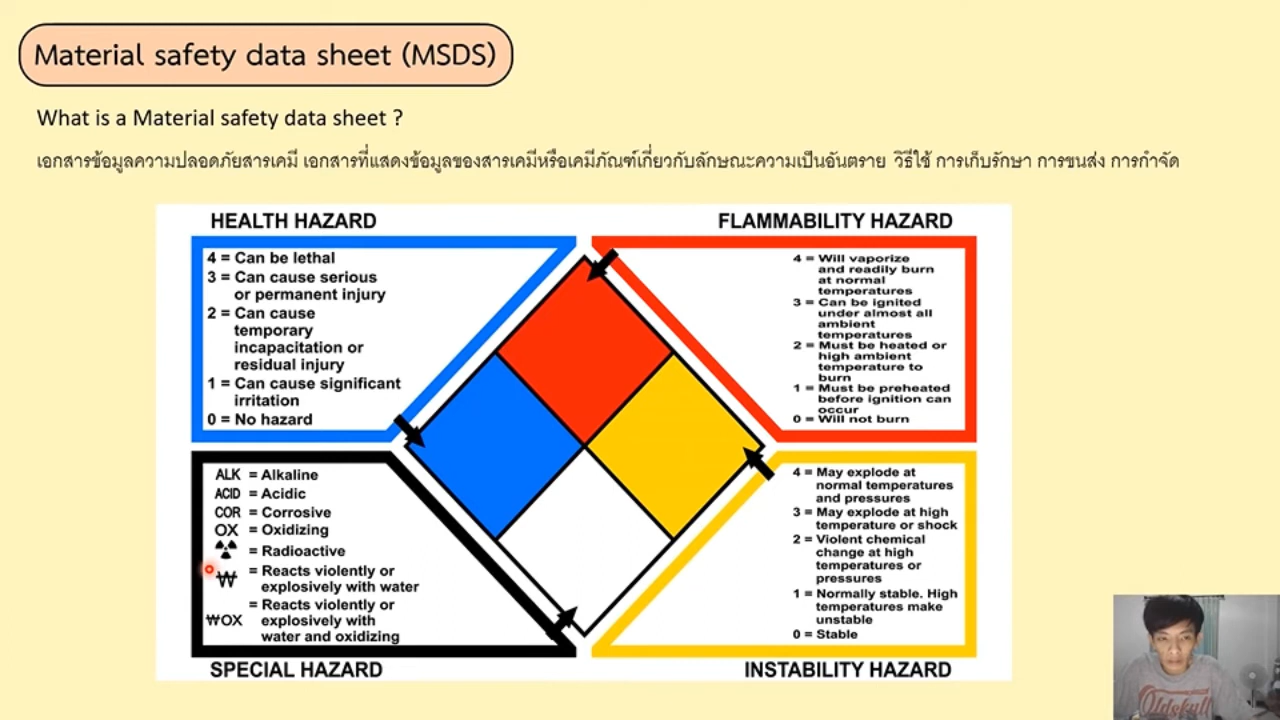 Material safety data sheet (MSDS)
What is a Material safety data sheet ?
เอกสารข้อมูลความปลอดภัยสารเคมี เอกสารที่แสดงข้อมูลของสารเคมีหรือเคมีภัณฑ์เกี่ยวกับลักษณะความเป็นอันตราย วิธีใช้ การเก็บรักษา การขนส่ง การกำจัด
HEALTH HAZARD
4 = Can be lethal
3 = Can cause serious
or permanent injury
2 = Can cause
temporary
incapacitation or
residual injury
1 = Can cause significant
irritation
0 = No hazard
FLAMMABILITY HAZARD
4 = Will vaporize
and readily burn
at normal
temperatures
3 = Can be ignited
under almost all
ambient
temperatures
2 = Must be heated or
high ambient
temperature to
burn
1 = Must be preheated
before ignition can
occur
0 = Will not burn
ALK = Alkaline
ACID = Acidic
COR = Corrosive
OX = Oxidizing
= Radioactive
₩ = Reacts violently or
explosively with water
₩OX = Reacts violently or
explosively with
water and oxidizing
SPECIAL HAZARD
4 = May explode at
normal temperatures
and pressures
3 = May explode at high
temperature or shock
2 = Violent chemical
change at high
temperatures or
pressures
1 = Normally stable. High
temperatures make
unstable
0 = Stable
INSTABILITY HAZARD
Oldskull